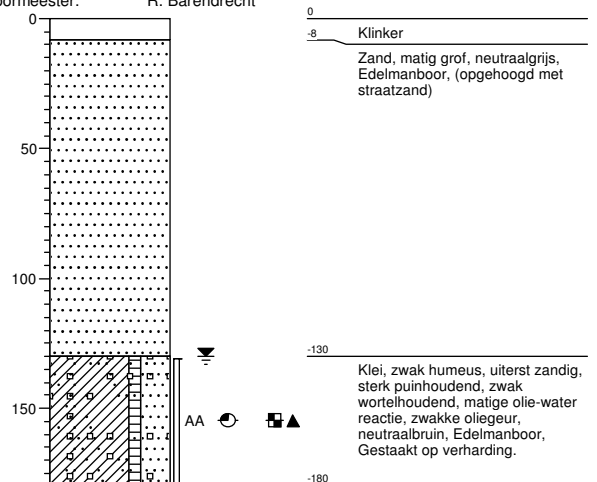 oormeester: R. Barendrecht
0
50
100
150
AA
0
Klinker
-8
Zand, matig grof, neutraalgrijs,
Edelmanboor, (opgehoogd met
straatzand)
-130
Klei, zwak humeus, uiterst zandig,
sterk puinhoudend, zwak
wortelhoudend, matige olie-water
reactie, zwakke oliegeur,
neutraalbruin, Edelmanboor,
Gestaakt op verharding.
-180